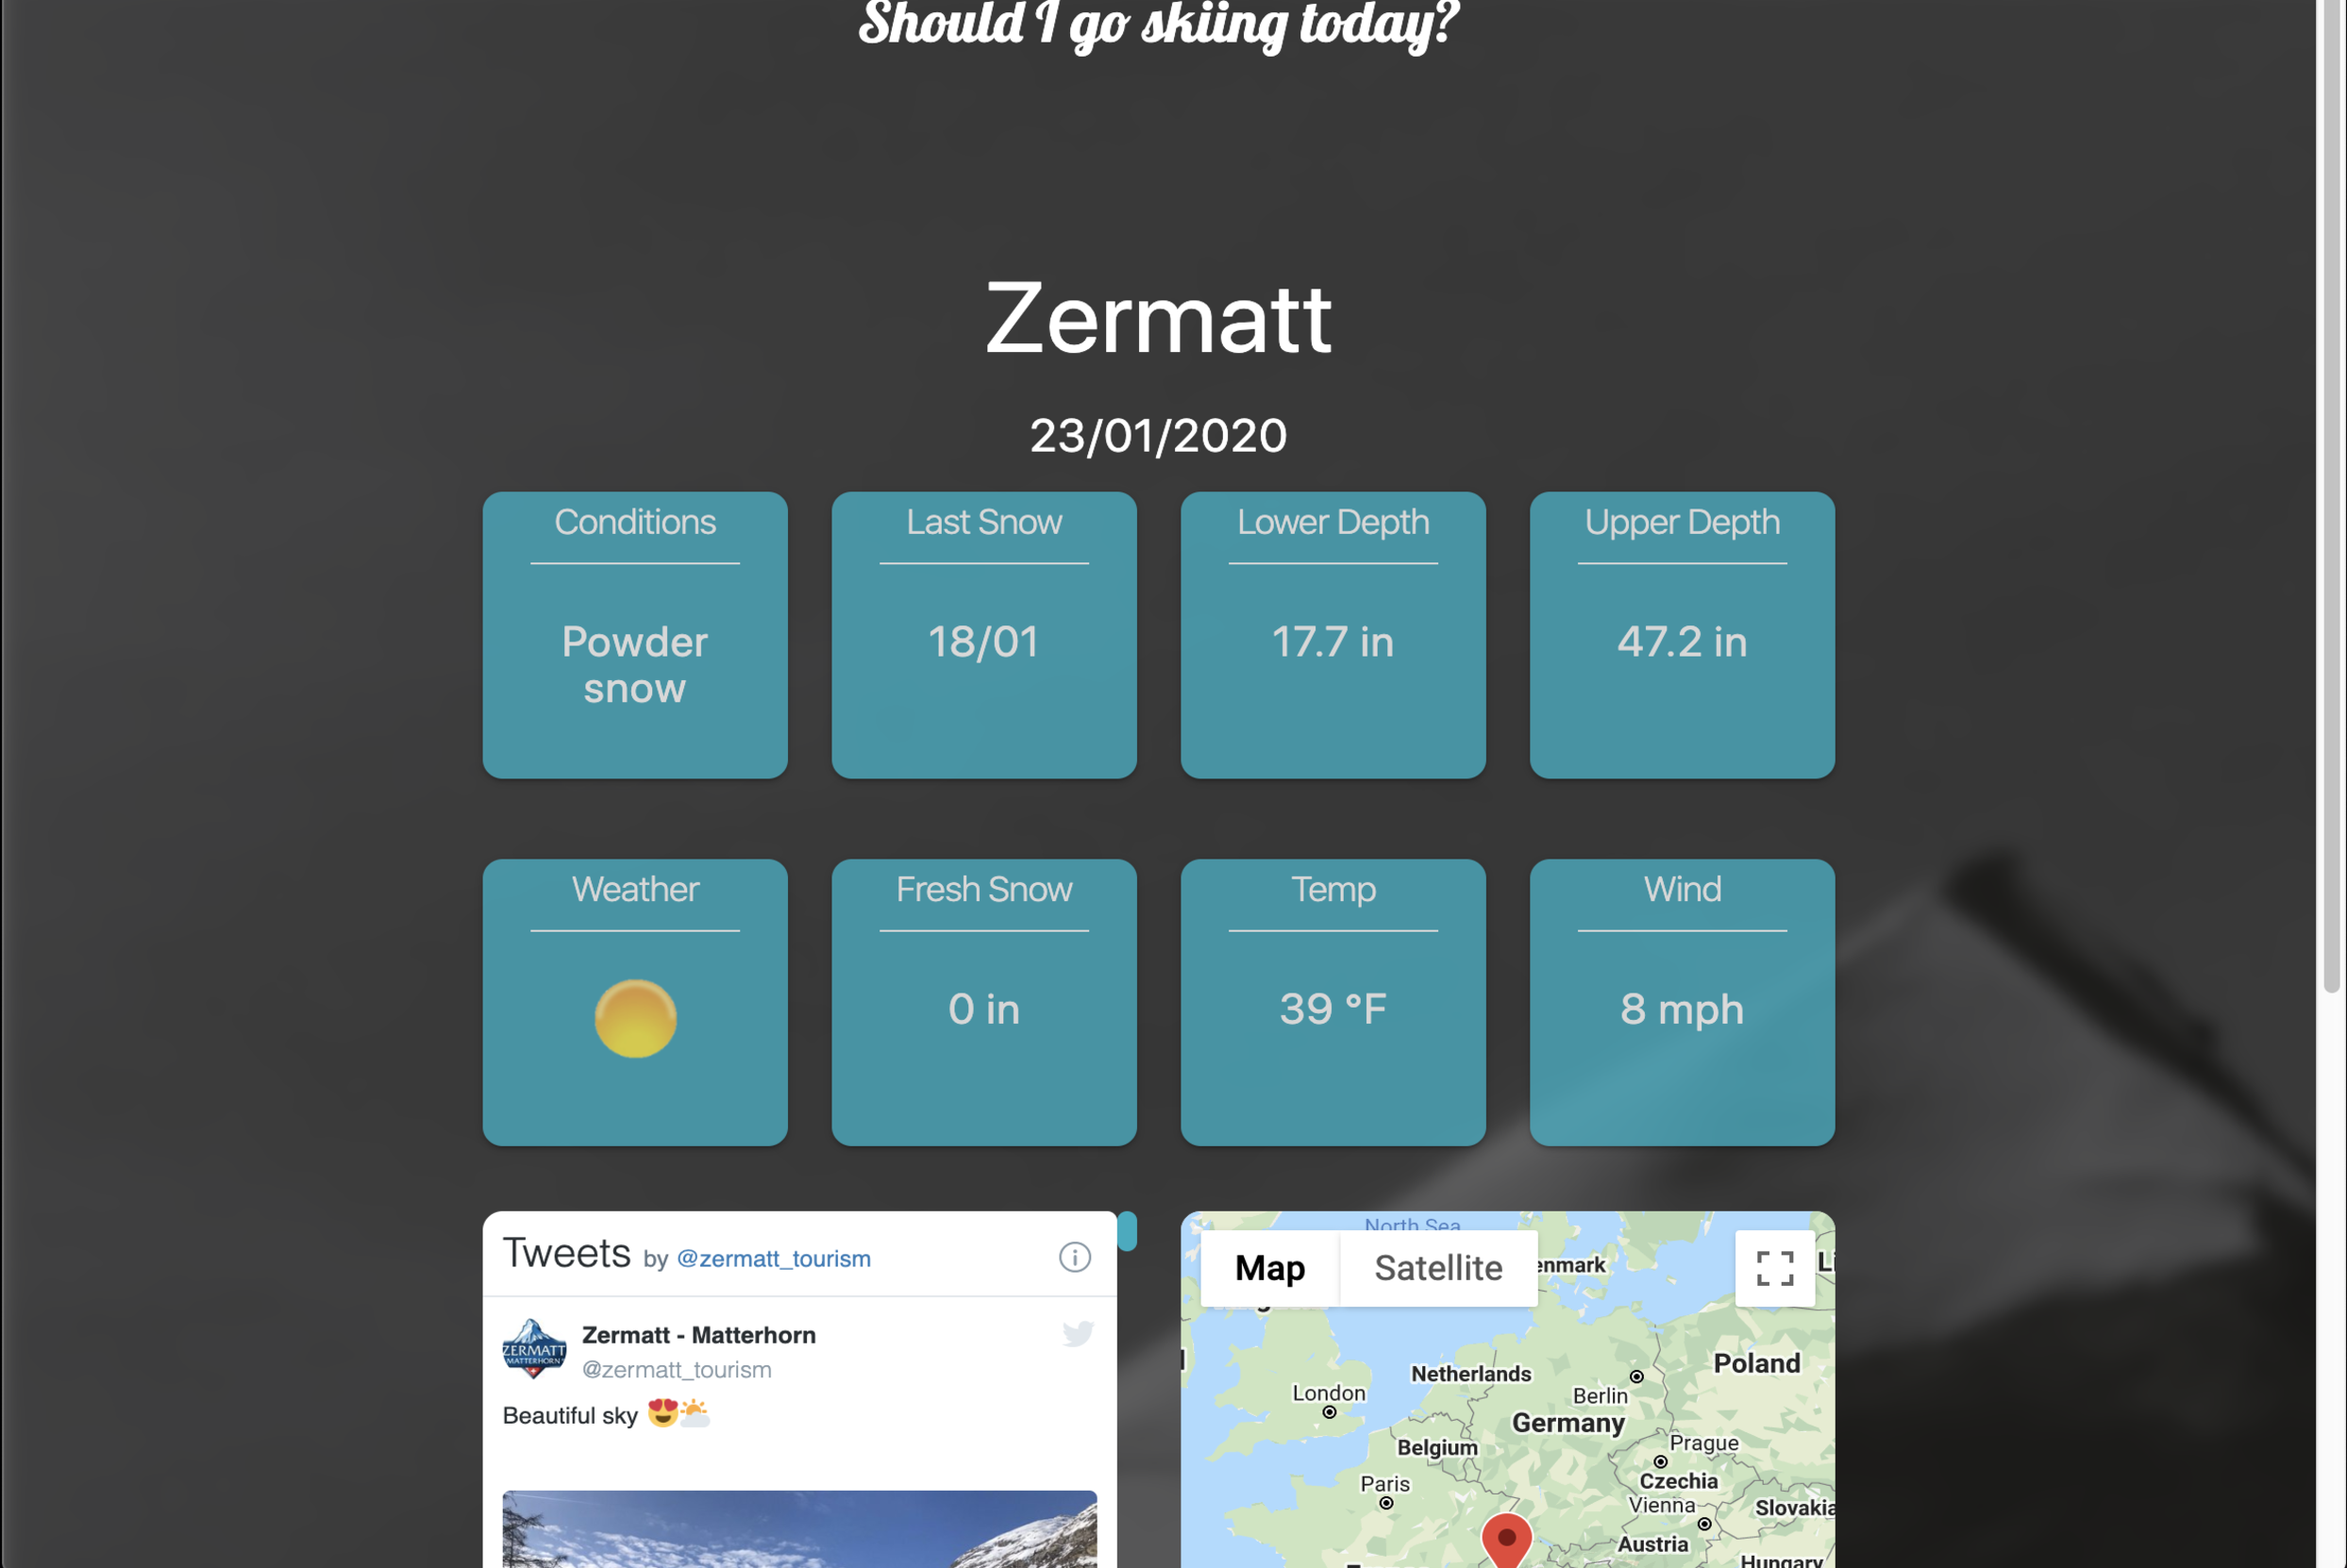 Should I go skiing today?
Zermatt
23/01/2020
Conditions
Powder
snow
Last Snow
18/01
Lower Depth
17.7 in
Upper Depth
47.2 in
Weather
Fresh Snow
0 in
Temp
39 °F
Wind
8 mph
Tweets by @zermatt_tourism
ZERMATT
MATTERHORN
Zermatt - Matterhorn
@zermatt_tourism
Beautiful sky 😍⛅
North Sea
Map
Satellite
enmark
Li
Netherlands
Poland
London
Berlin
Germany
Belgium
Prague
Paris
Czechia
Vienna
Slovakia
Austria
Hungary